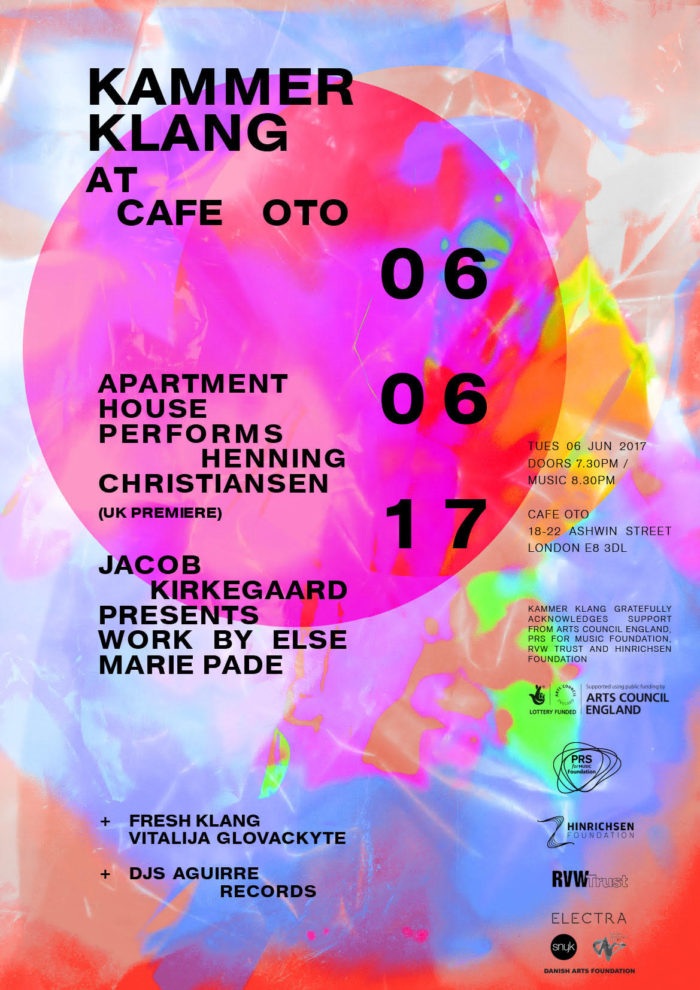 KAMMER
KLANG
AT
CAFE OTO
06
06
17
APARTMENT
HOUSE
PERFORMS
HENNING
CHRISTIANSEN
(UK PREMIERE)
JACOB
KIRKEGAARD
PRESENTS
WORK BY ELSE
MARIE PADE
+ FRESH KLANG
VITALIJA GLOVACKYTE
+ DJS AGUIRRE
RECORDS
TUES 06 JUN 2017
DOORS 7.30PM /
MUSIC 8.30PM
CAFE OTO
18-22 ASHWIN STREET
LONDON E8 3DL
KAMMER KLANG GRATEFULLY
ACKNOWLEDGES SUPPORT
FROM ARTS COUNCIL ENGLAND,
PRS FOR MUSIC FOUNDATION,
RVW TRUST AND HINRICHSEN
FOUNDATION
LOTTERY FUNDED
Supported using public funding by
ARTS COUNCIL
ENGLAND
PRS
for MUSIC
Foundation
HINRICHSEN
FOUNDATION
RVWTrust
ELECTRA
snyk
DANISH ARTS FOUNDATION